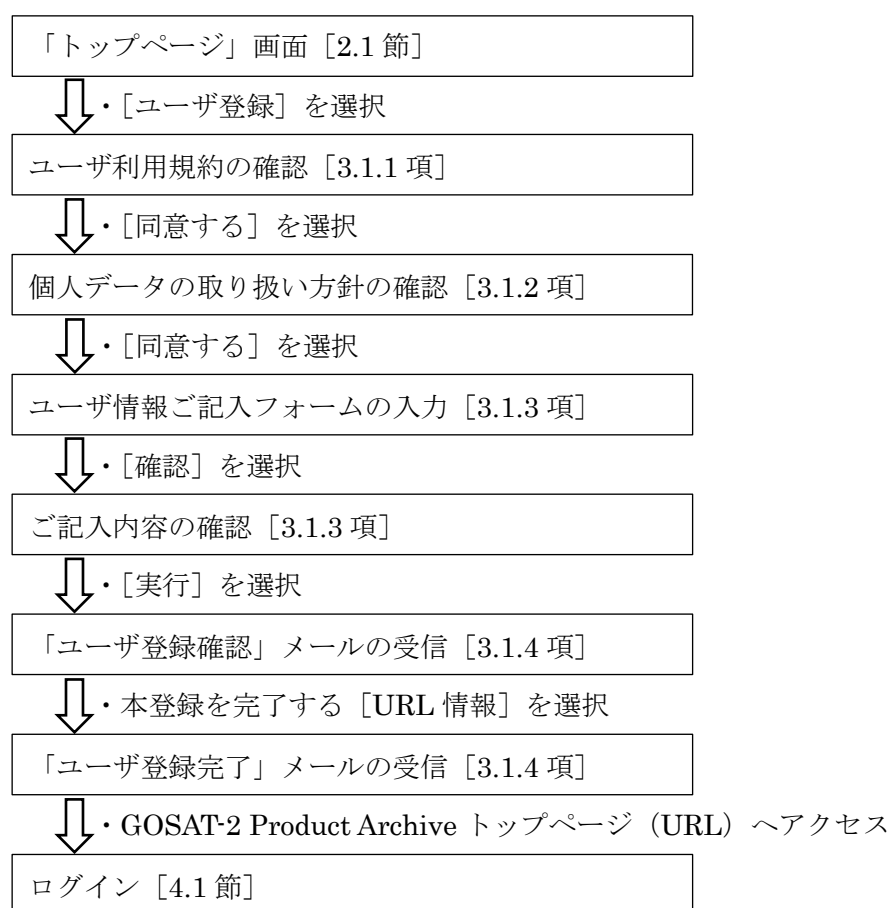 「トップページ」画面［2.1 節］
・［ユーザ登録］を選択
ユーザ利用規約の確認［3.1.1 項］
・［同意する］を選択
個人データの取り扱い方針の確認［3.1.2 項］
・［同意する］を選択
ユーザ情報ご記入フォームの入力［3.1.3 項］
・［確認］を選択
ご記入内容の確認［3.1.3 項］
・［実行］を選択
「ユーザ登録確認」メールの受信［3.1.4 項］
・本登録を完了する［URL 情報］を選択
「ユーザ登録完了」メールの受信［3.1.4 項］
・GOSAT-2 Product Archive トップページ（URL）へアクセス
ログイン［4.1 節］